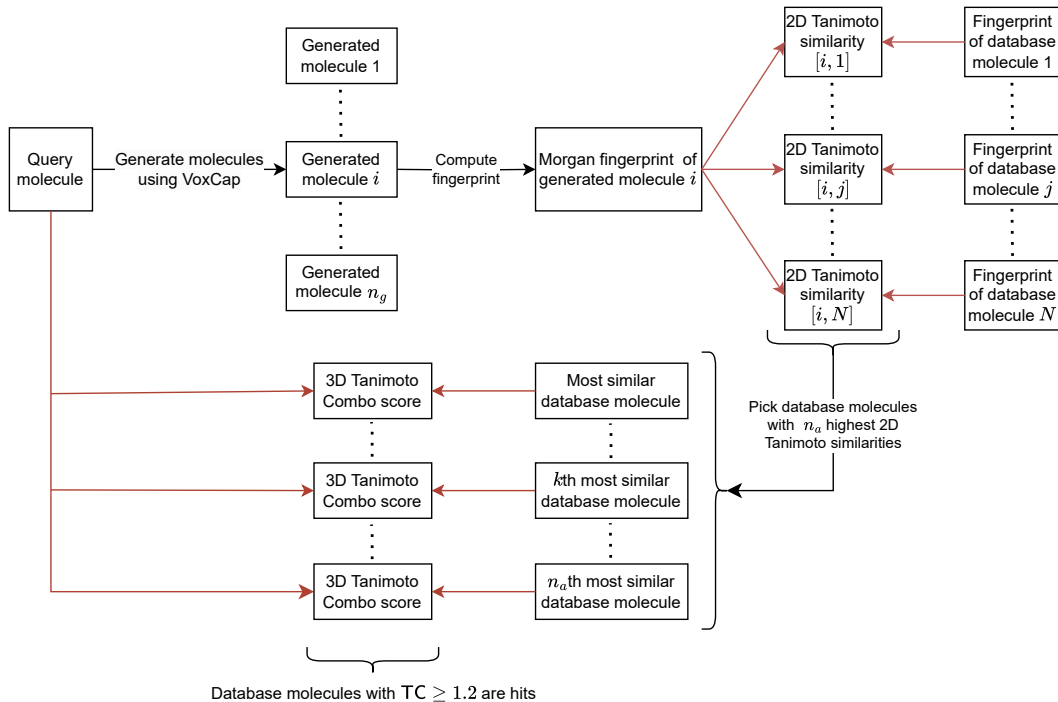 Query
molecule
Generate molecules
using VoxCap
Generated
molecule 1
Generated
molecule i
Generated
molecule n_g
Compute
fingerprint
Morgan fingerprint of
generated molecule i
2D Tanimoto
similarity
[i, 1]
2D Tanimoto
similarity
[i, j]
2D Tanimoto
similarity
[i, N]
Fingerprint
of database
molecule 1
Fingerprint
of database
molecule j
Fingerprint
of database
molecule N
Pick database molecules
with n_a highest 2D
Tanimoto similarities
3D Tanimoto
Combo score
Most similar
database molecule
3D Tanimoto
Combo score
kth most similar
database molecule
3D Tanimoto
Combo score
n_ath most similar
database molecule
Database molecules with TC ≥ 1.2 are hits